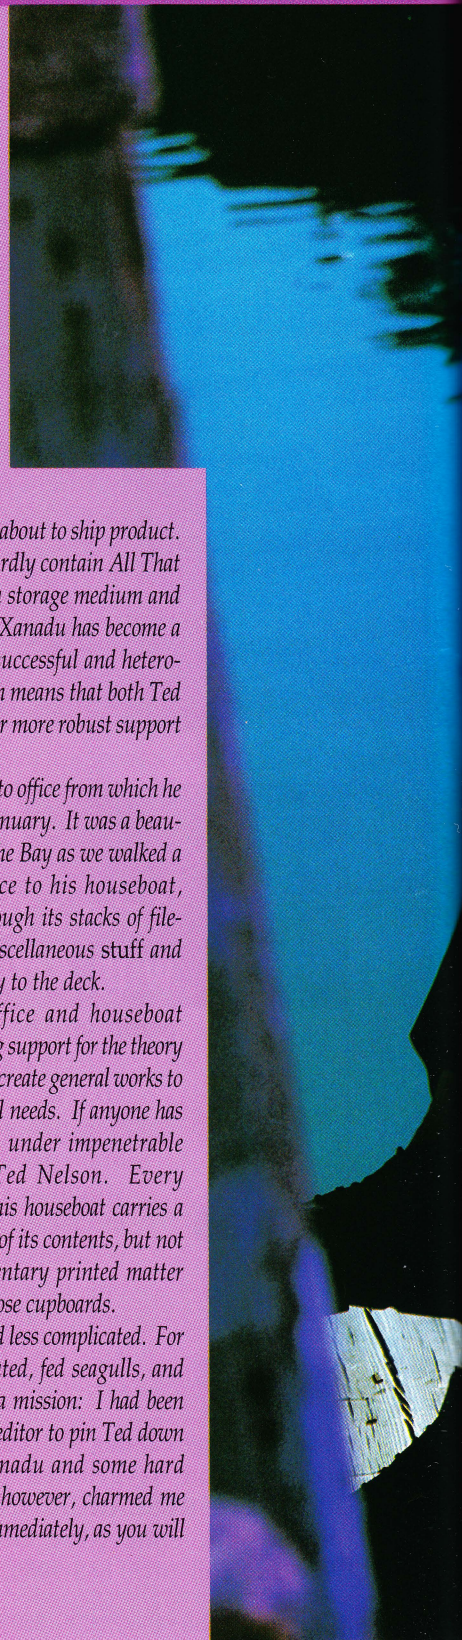 about to ship product.
rdly contain All That
storage medium and
Xanadu has become a
uccessful and hetero-
means that both Ted
r more robust support
to office from which he
nuary. It was a beau-
ne Bay as we walked a
ce to his houseboat,
ough its stacks of file-
scellaneous stuff and
y to the deck.
ffice and houseboat
g support for the theory
create general works to
l needs. If anyone has
under impenetrable
Ted Nelson. Every
his houseboat carries a
of its contents, but not
entary printed matter
ose cupboards.
d less complicated. For
ted, fed seagulls, and
a mission: I had been
editor to pin Ted down
nadu and some hard
however, charmed me
mmediately, as you will